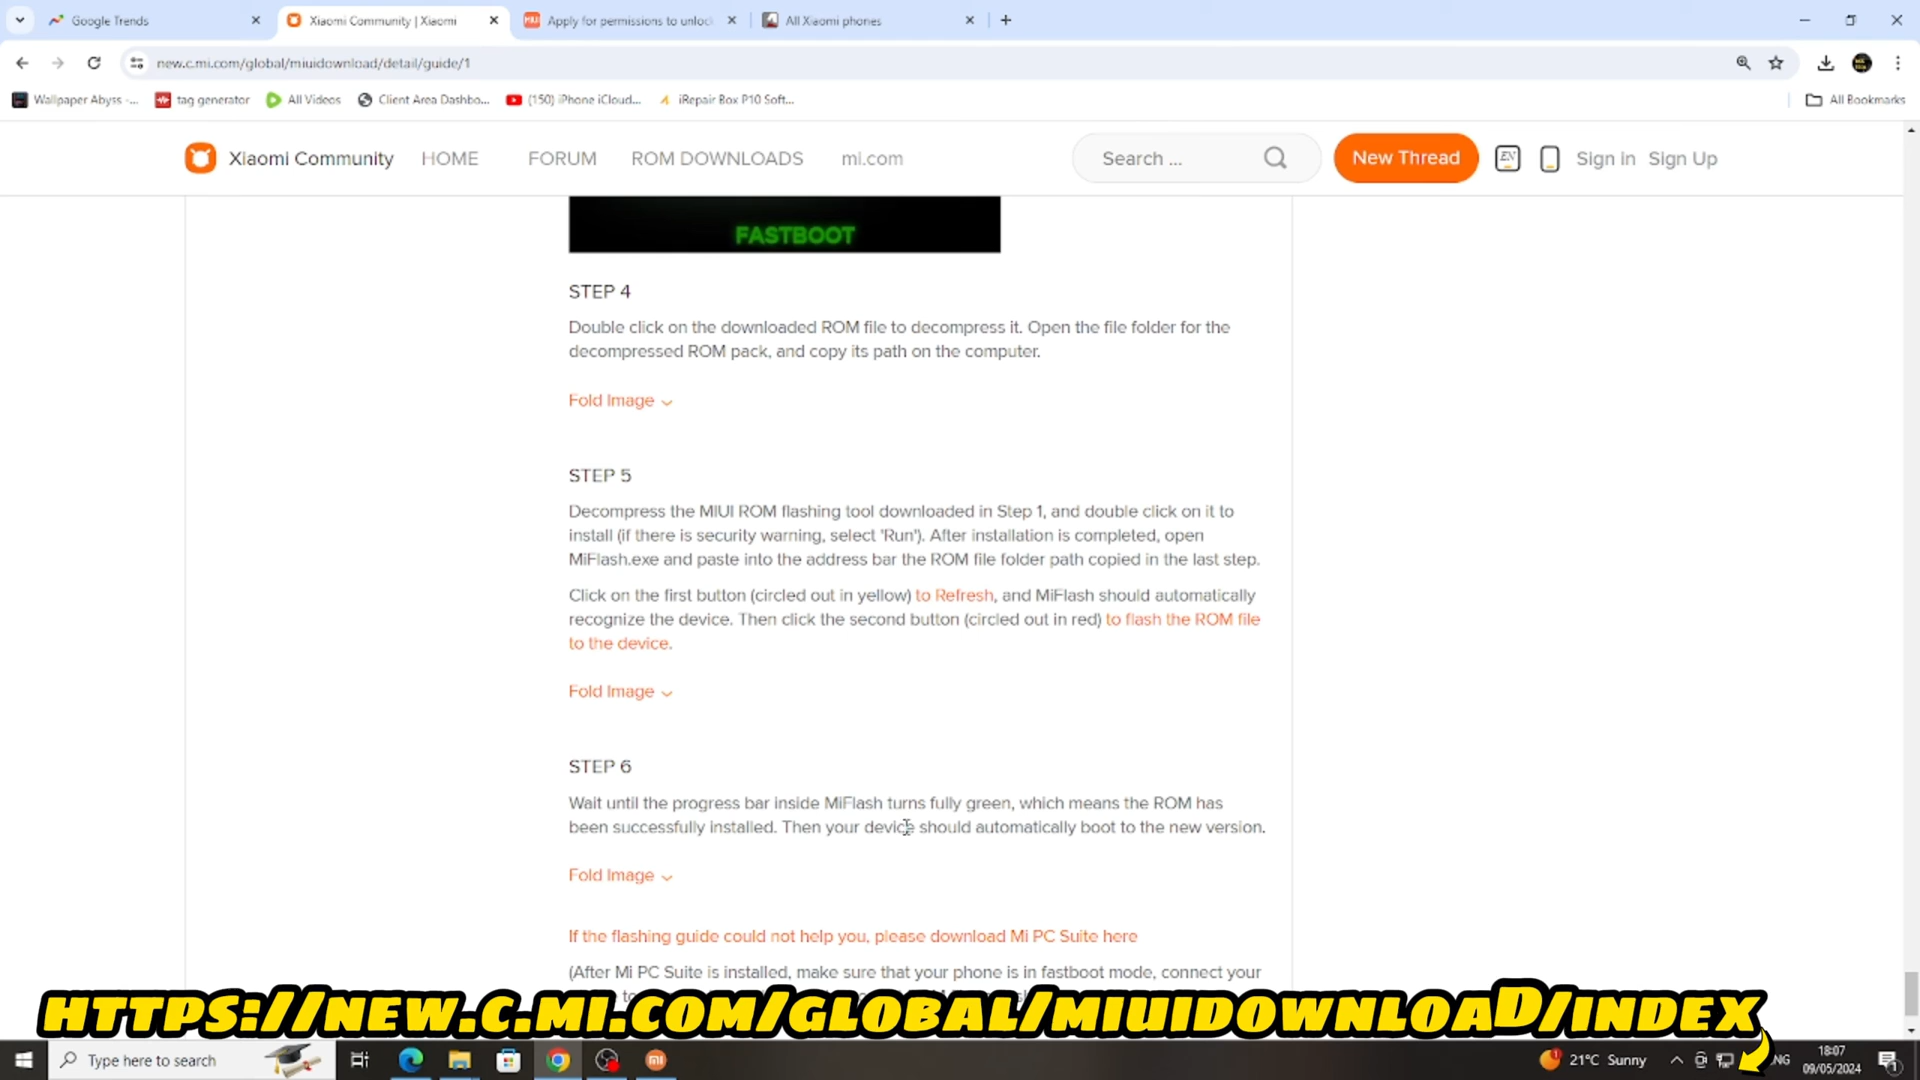 Google Trends
Xiaomi Community | Xiaomi
Apply for permissions to unlock
All Xiaomi phones
new.c.mi.com/global/miuidownload/detail/guide/1
Wallpaper Abyss -...
tag generator
All Videos
Client Area Dashbo...
(150) iPhone iCloud...
iRepair Box P10 Soft...
All Bookmarks
Xiaomi Community
HOME
FORUM
ROM DOWNLOADS
mi.com
Search ...
New Thread
EN
Sign in
Sign Up
FASTBOOT
STEP 4
Double click on the downloaded ROM file to decompress it. Open the file folder for the
decompressed ROM pack, and copy its path on the computer.
Fold Image
STEP 5
Decompress the MIUI ROM flashing tool downloaded in Step 1, and double click on it to
install (if there is security warning, select 'Run'). After installation is completed, open
MiFlash.exe and paste into the address bar the ROM file folder path copied in the last step.
Click on the first button (circled out in yellow) to Refresh, and MiFlash should automatically
recognize the device. Then click the second button (circled out in red) to flash the ROM file
to the device.
Fold Image
STEP 6
Wait until the progress bar inside MiFlash turns fully green, which means the ROM has
been successfully installed. Then your device should automatically boot to the new version.
Fold Image
If the flashing guide could not help you, please download Mi PC Suite here
(After Mi PC Suite is installed, make sure that your phone is in fastboot mode, connect your
HTTPS://NEW.C.MI.COM/GLOBAL/MIUIDOWNLOAD/INDEX
Type here to search
21°C Sunny
18:07
09/05/2024